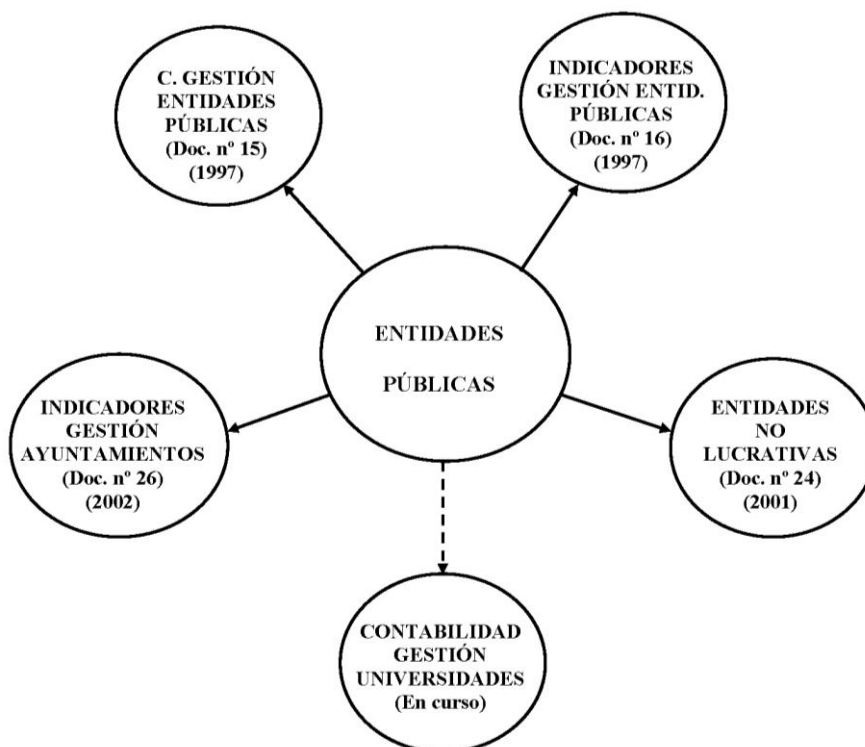 C. GESTIÓN
ENTIDADES
PÚBLICAS
(Doc. nº 15)
(1997)
INDICADORES
GESTIÓN ENTID.
PÚBLICAS
(Doc. nº 16)
(1997)
ENTIDADES
PÚBLICAS
INDICADORES
GESTIÓN
AYUNTAMIENTOS
(Doc. nº 26)
(2002)
ENTIDADES
NO
LUCRATIVAS
(Doc. nº 24)
(2001)
CONTABILIDAD
GESTIÓN
UNIVERSIDADES
(En curso)